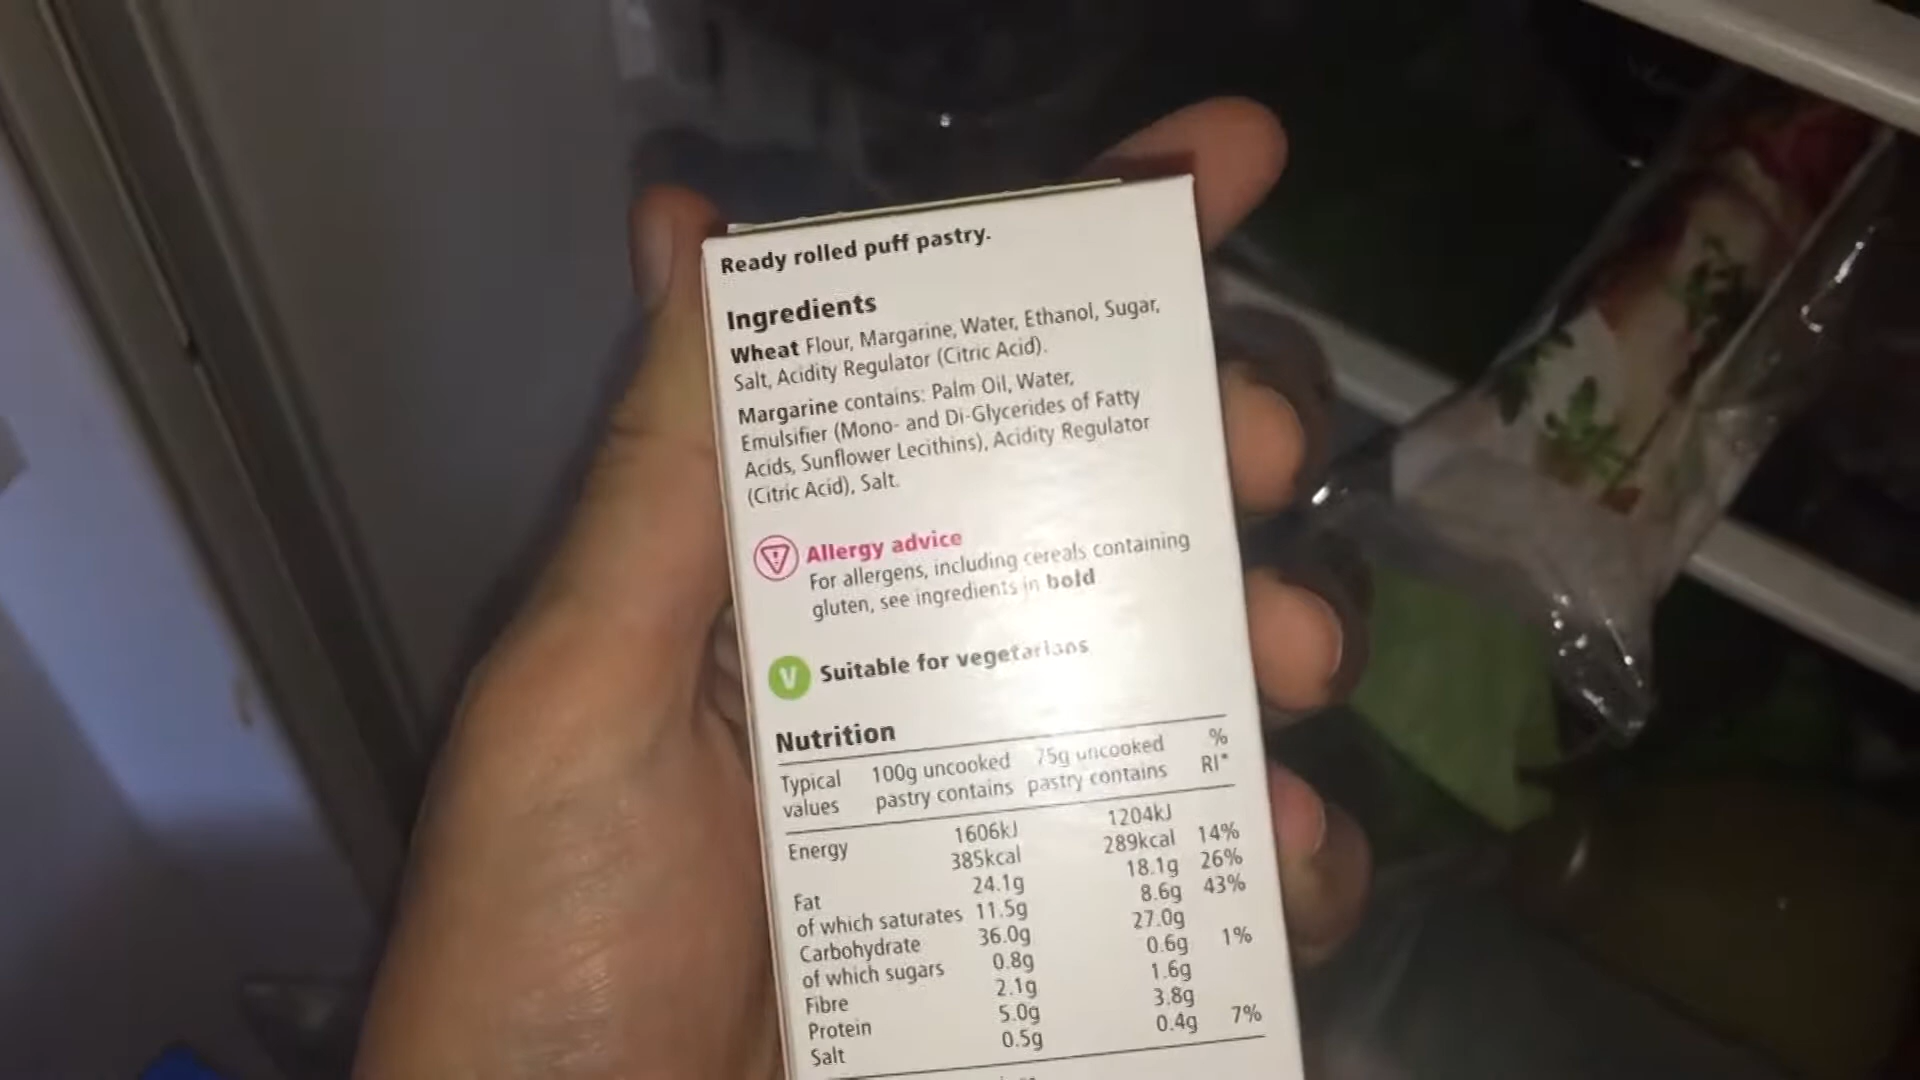 Ready rolled puff pastry.
Ingredients
Wheat Flour, Margarine, Water, Ethanol, Sugar,
Salt, Acidity Regulator (Citric Acid).
Margarine contains: Palm Oil, Water,
Emulsifier (Mono- and Di-Glycerides of Fatty
Acids, Sunflower Lecithins), Acidity Regulator
(Citric Acid), Salt.
Allergy advice
For allergens, including cereals containing
gluten, see ingredients in bold
V Suitable for vegetarians
Nutrition
Typical values 100g uncooked pastry contains 75g uncooked pastry contains % RI*
Energy 1606kJ 1204kJ
385kcal 289kcal 14%
Fat 24.1g 18.1g 26%
of which saturates 11.5g 8.6g 43%
Carbohydrate 36.0g 27.0g
of which sugars 0.8g 0.6g 1%
Fibre 2.1g 1.6g
Protein 5.0g 3.8g
Salt 0.5g 0.4g 7%